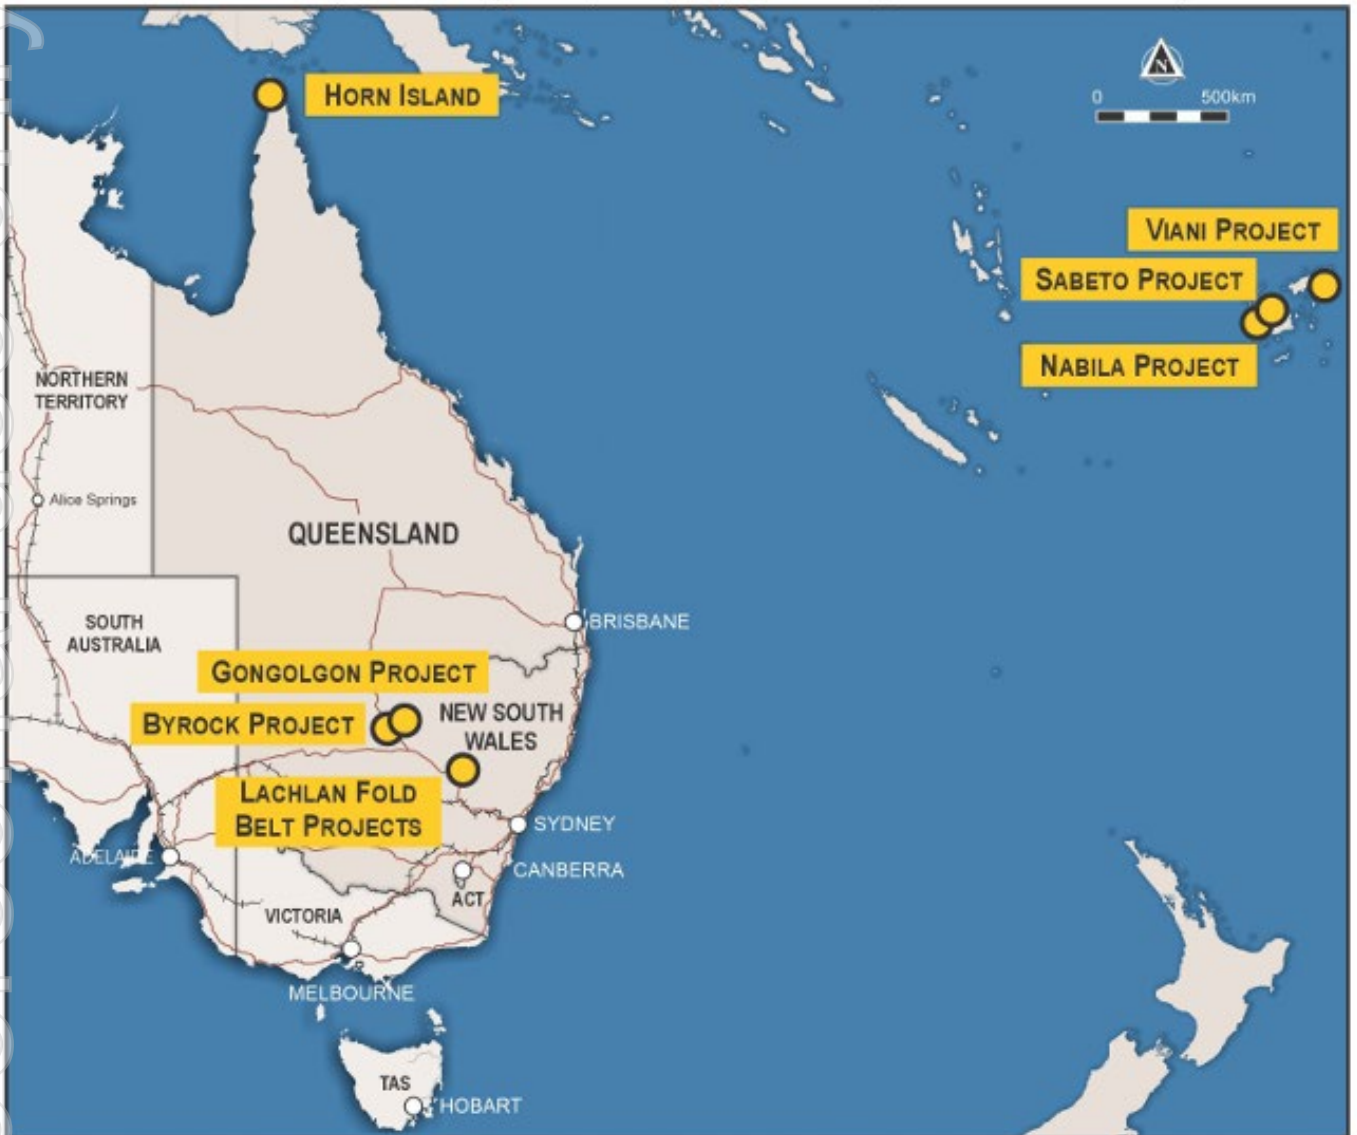 HORN ISLAND
N
0 500km
VIANI PROJECT
SABETO PROJECT
NABILA PROJECT
NORTHERN
TERRITORY
Alice Springs
QUEENSLAND
SOUTH
AUSTRALIA
BRISBANE
GONGOLGON PROJECT
BYROCK PROJECT
NEW SOUTH
WALES
LACHLAN FOLD
BELT PROJECTS
SYDNEY
ADELAIDE
CANBERRA
ACT
VICTORIA
MELBOURNE
TAS
HOBART